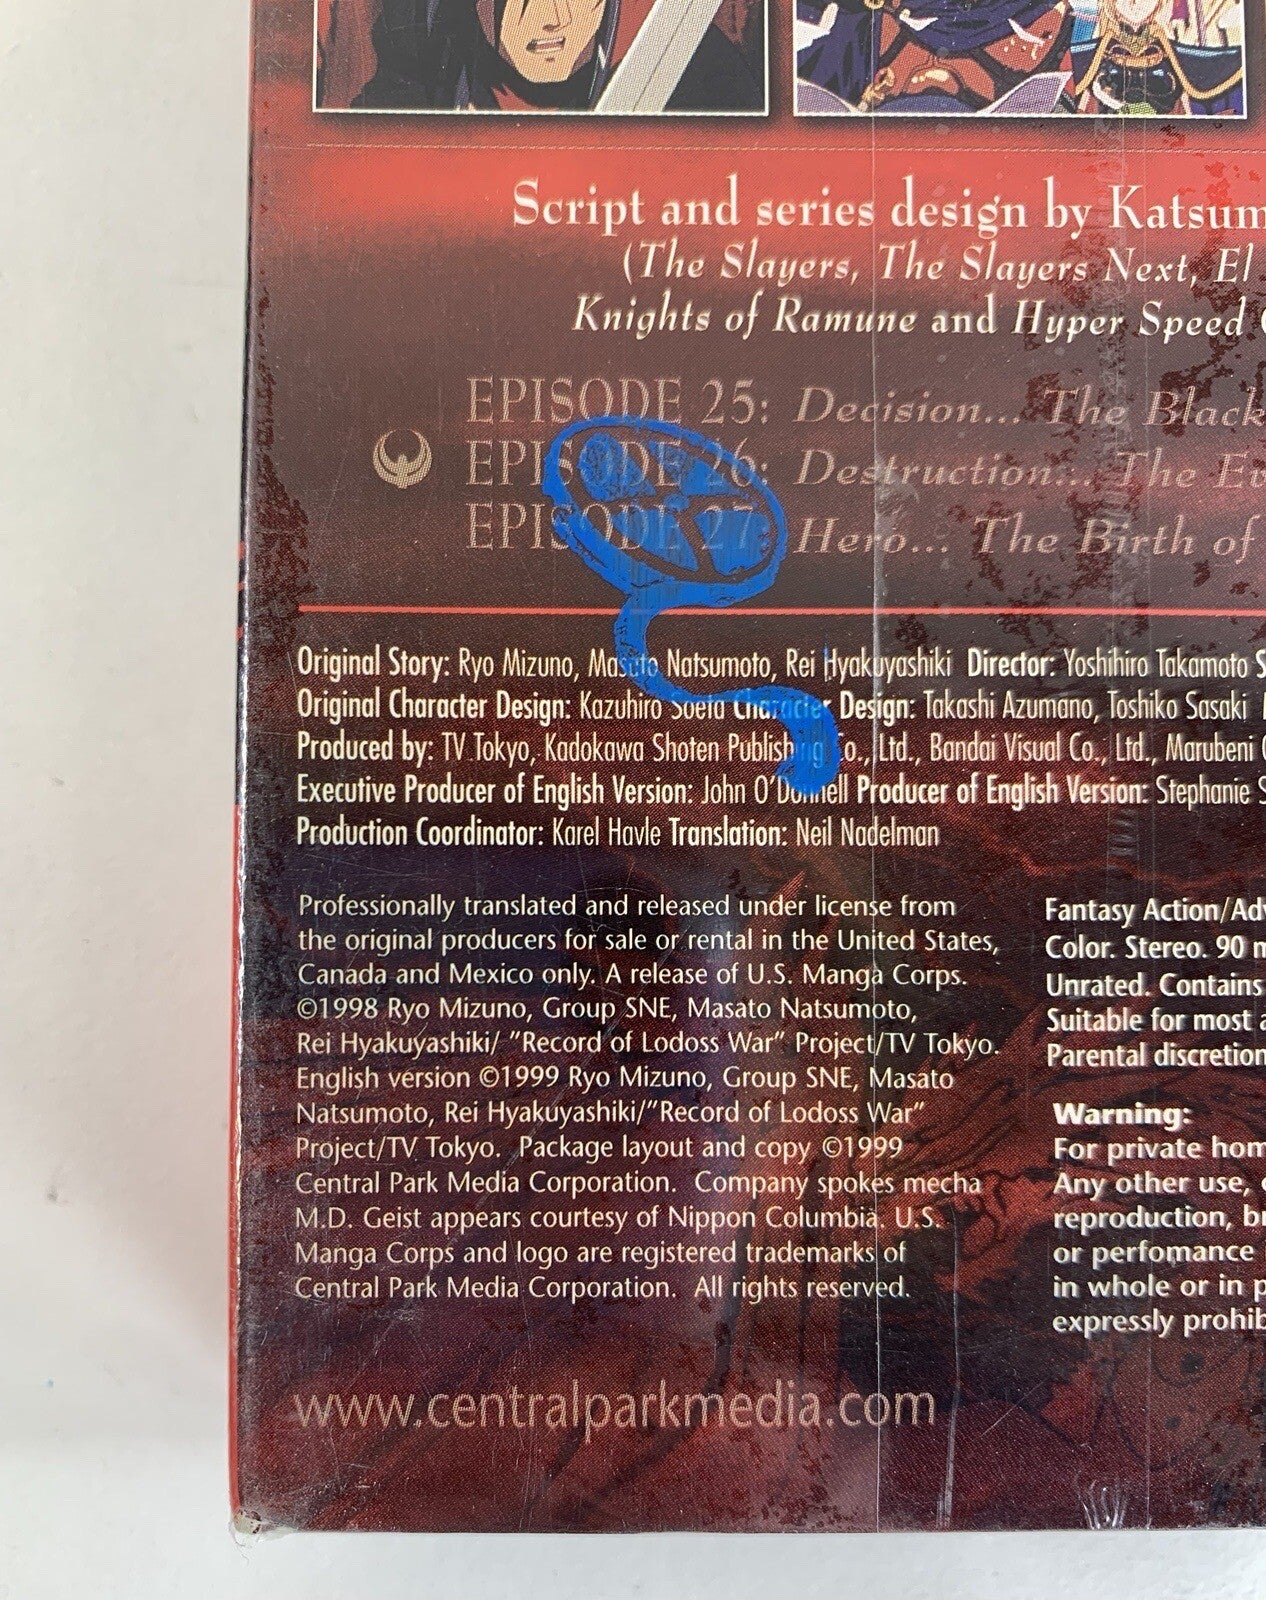 Script and series design by
(The Slayers, The Slayers Next, El
Knights of Ramune and Hyper Speed
EPISODE 25: Decision... The Black
EPISODE 26: Destruction... The
EPISODE 27: Hero... The Birth of
Original Story: Ryo Mizuno, Masato Natsumoto, Rei Hyakuyashiki Director: Yoshihiro Takamoto
Original Character Design: Kazuhiro Soeta Character Design: Takashi Azumano, Toshiko Sasaki
Produced by: TV Tokyo, Kadokawa Shoten Publishing Co., Ltd., Bandai Visual Co., Ltd., Marubeni
Executive Producer of English Version: John O'Donnell Producer of English Version: Stephanie
Production Coordinator: Karel Havle Translation: Neil Nadelman
Professionally translated and released under license from
the original producers for sale or rental in the United States,
Canada and Mexico only. A release of U.S. Manga Corps.
©1998 Ryo Mizuno, Group SNE, Masato Natsumoto,
Rei Hyakuyashiki/ "Record of Lodoss War" Project/TV Tokyo.
English version ©1999 Ryo Mizuno, Group SNE, Masato
Natsumoto, Rei Hyakuyashiki/"Record of Lodoss War"
Project/TV Tokyo. Package layout and copy ©1999
Central Park Media Corporation. Company spokes mecha
M.D. Geist appears courtesy of Nippon Columbia. U.S.
Manga Corps and logo are registered trademarks of
Central Park Media Corporation. All rights reserved.
Fantasy Action/
Color. Stereo. 90
Unrated. Contains
Suitable for most
Parental discretion
Warning:
For private
Any other use,
reproduction,
or perfomance
in whole or in
expressly
www.centralparkmedia.com